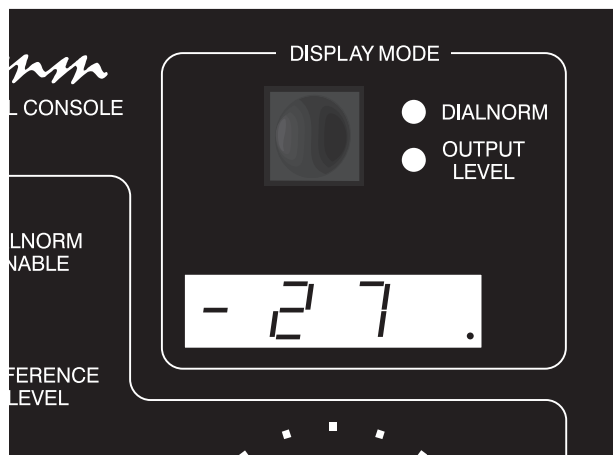 DISPLAY MODE
L CONSOLE
DIALNORM
OUTPUT
LEVEL
LNORM
NABLE
- 27.
FERENCE
LEVEL